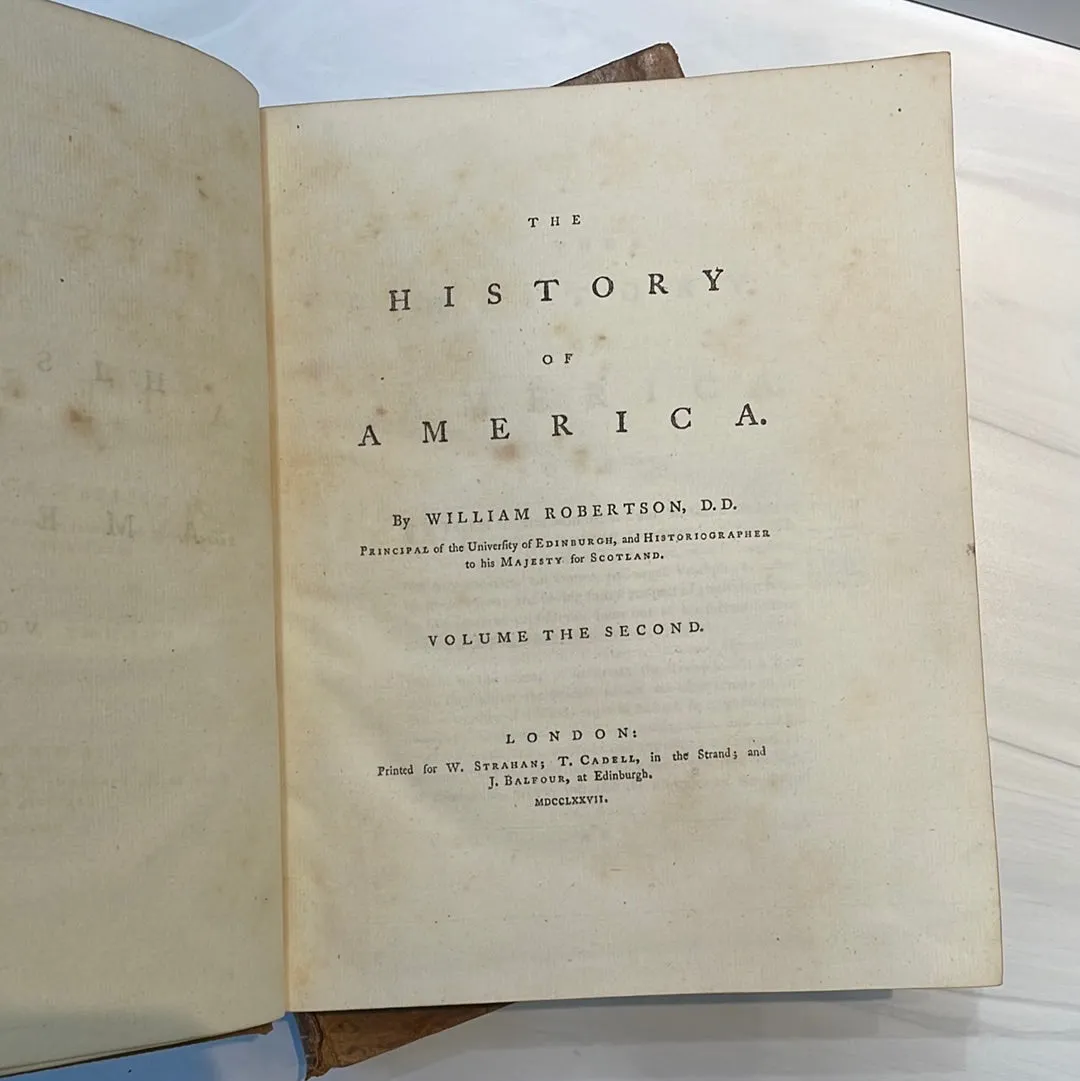 THE
HISTORY
OF
AMERICA.
By WILLIAM ROBERTSON, D.D.
PRINCIPAL of the Univerſity of EDINBURGH, and HISTORIOGRAPHER
to his MAJESTY for SCOTLAND.
VOLUME THE SECOND.
LONDON:
Printed for W. STRAHAN; T. CADELL, in the Strand; and
J. BALFOUR, at Edinburgh.
MDCCLXXVII.